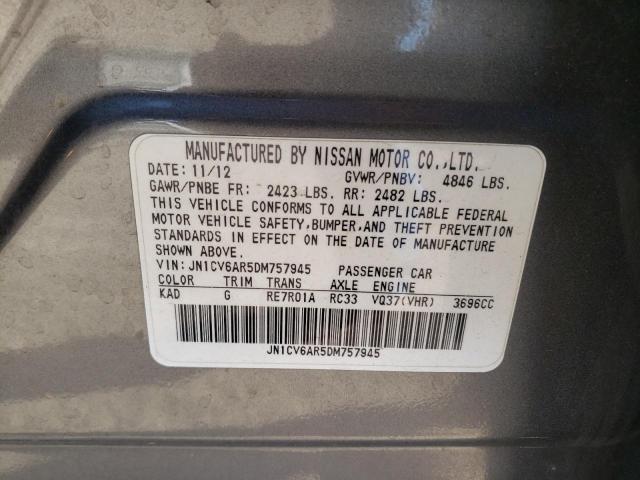 MANUFACTURED BY NISSAN MOTOR CO.,LTD.
DATE: 11/12 GVWR/PNBV: 4846 LBS.
GAWR/PNBE FR: 2423 LBS. RR: 2482 LBS.
THIS VEHICLE CONFORMS TO ALL APPLICABLE FEDERAL
MOTOR VEHICLE SAFETY,BUMPER,AND THEFT PREVENTION
STANDARDS IN EFFECT ON THE DATE OF MANUFACTURE
SHOWN ABOVE.
VIN: JN1CV6AR5DM757945 PASSENGER CAR
COLOR TRIM TRANS AXLE ENGINE
KAD G RE7R01A RC33 VQ37(VHR) 3696CC
JN1CV6AR5DM757945